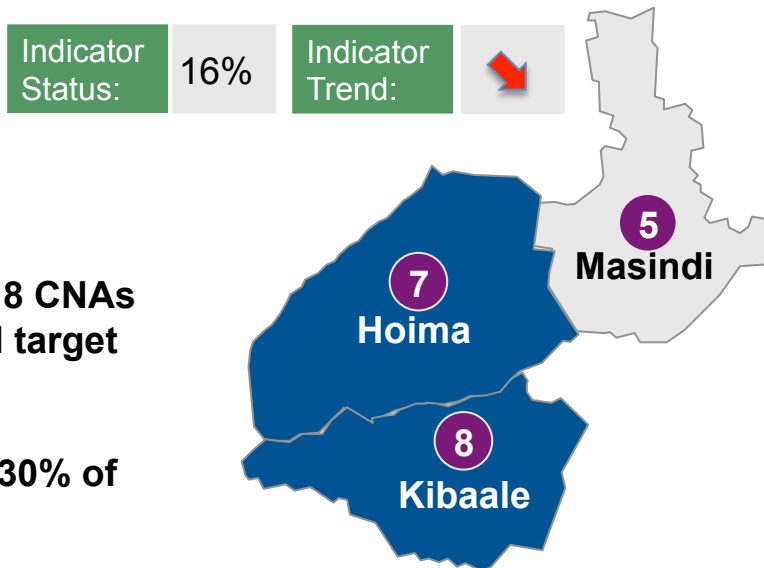 Indicator
Status:
16%
Indicator
Trend:
5
Masindi
7
Hoima
8 CNAs
target
8
Kibaale
30% of